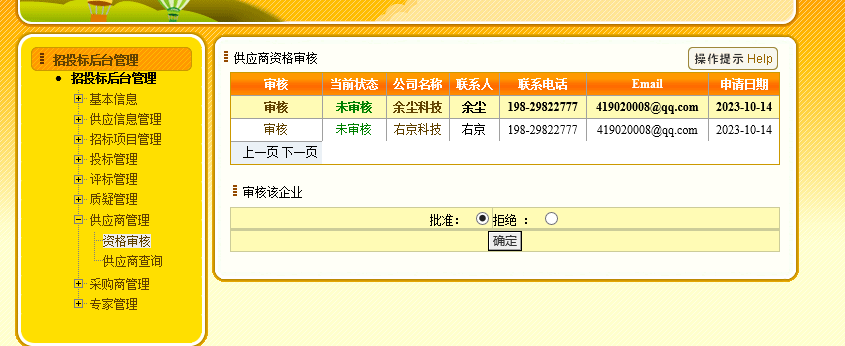 招投标后台管理
招投标后台管理
基本信息
供应信息管理
招标项目管理
投标管理
评标管理
质疑管理
供应商管理
资格审核
供应商查询
采购商管理
专家管理
供应商资格审核
操作提示 Help
审核 当前状态 公司名称 联系人 联系电话 Email 申请日期
审核 未审核 余尘科技 余尘 198-29822777 419020008@qq.com 2023-10-14
审核 未审核 右京科技 右京 198-29822777 419020008@qq.com 2023-10-14
上一页 下一页
审核该企业
批准： 拒绝 ：
确定